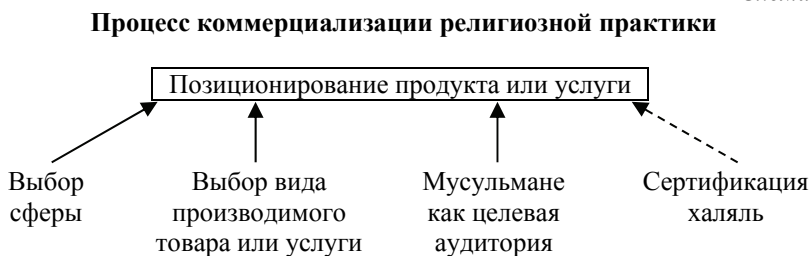 Процесс коммерциализации религиозной практики
Позиционирование продукта или услуги
Выбор
сферы
Выбор вида
производимого
товара или услуги
Мусульмане
как целевая
аудитория
Сертификация
халяль